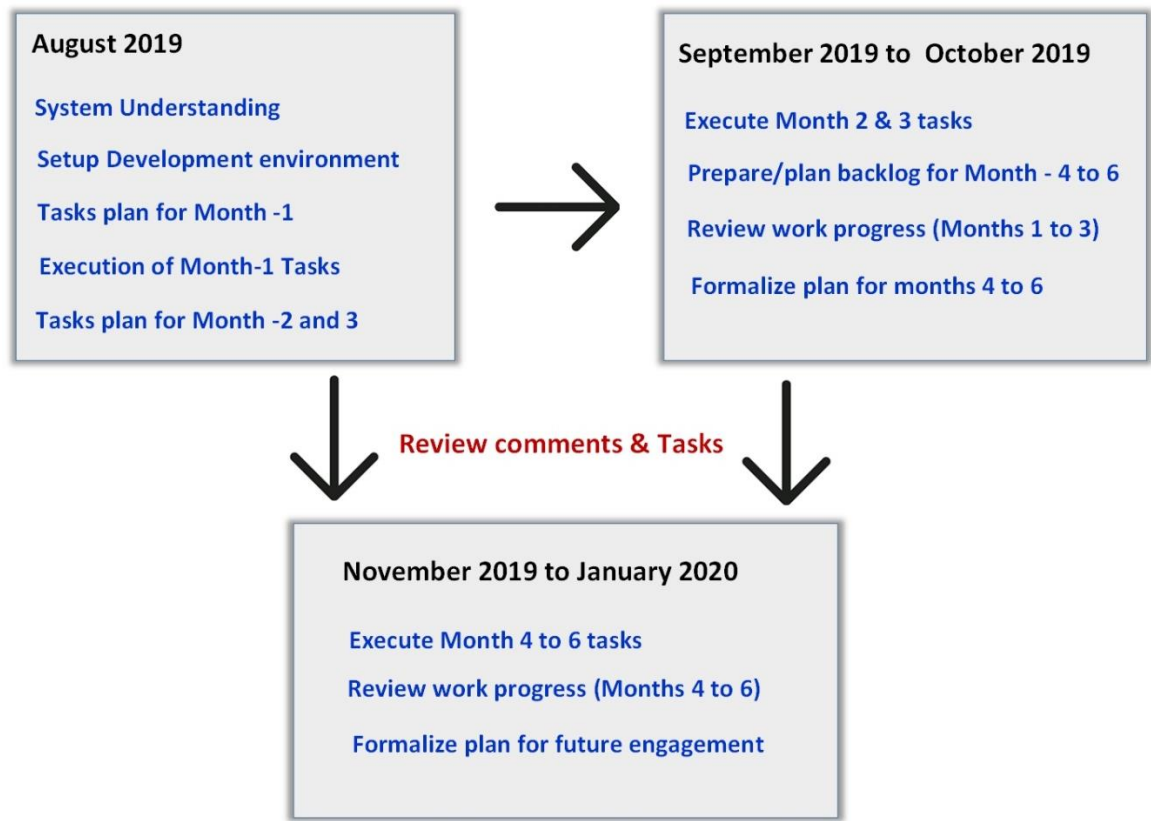 August 2019
System Understanding
Setup Development environment
Tasks plan for Month -1
Execution of Month-1 Tasks
Tasks plan for Month -2 and 3
September 2019 to October 2019
Execute Month 2 & 3 tasks
Prepare/plan backlog for Month - 4 to 6
Review work progress (Months 1 to 3)
Formalize plan for months 4 to 6
Review comments & Tasks
November 2019 to January 2020
Execute Month 4 to 6 tasks
Review work progress (Months 4 to 6)
Formalize plan for future engagement